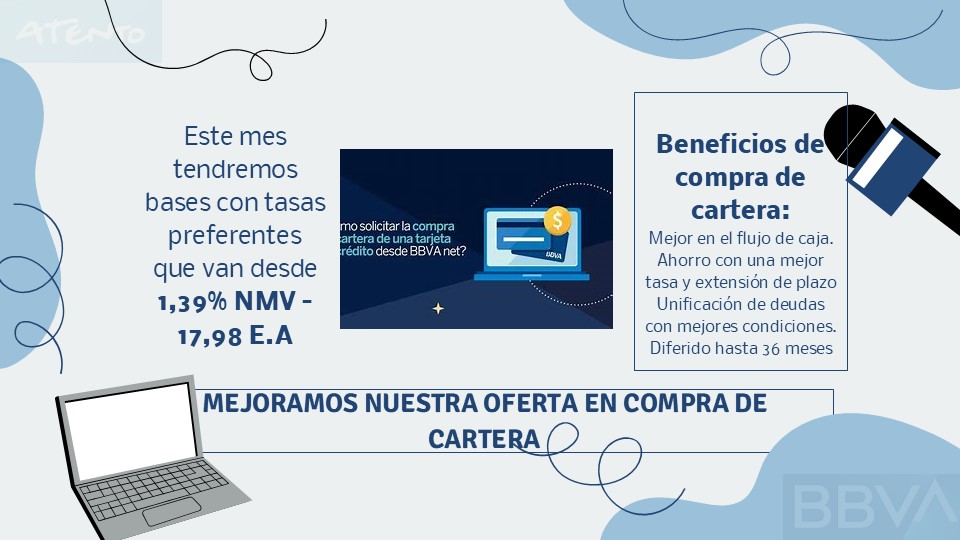 ATENTO
Este mes
tendremos
bases con tasas
preferentes
que van desde
1,39% NMV -
17,98 E.A
mo solicitar la compra
cartera de una tarjeta
crédito desde BBVA net?
$
BBVA
Beneficios de
compra de
cartera:
Mejor en el flujo de caja.
Ahorro con una mejor
tasa y extensión de plazo
Unificación de deudas
con mejores condiciones.
Diferido hasta 36 meses
MEJORAMOS NUESTRA OFERTA EN COMPRA DE
CARTERA
BBVA